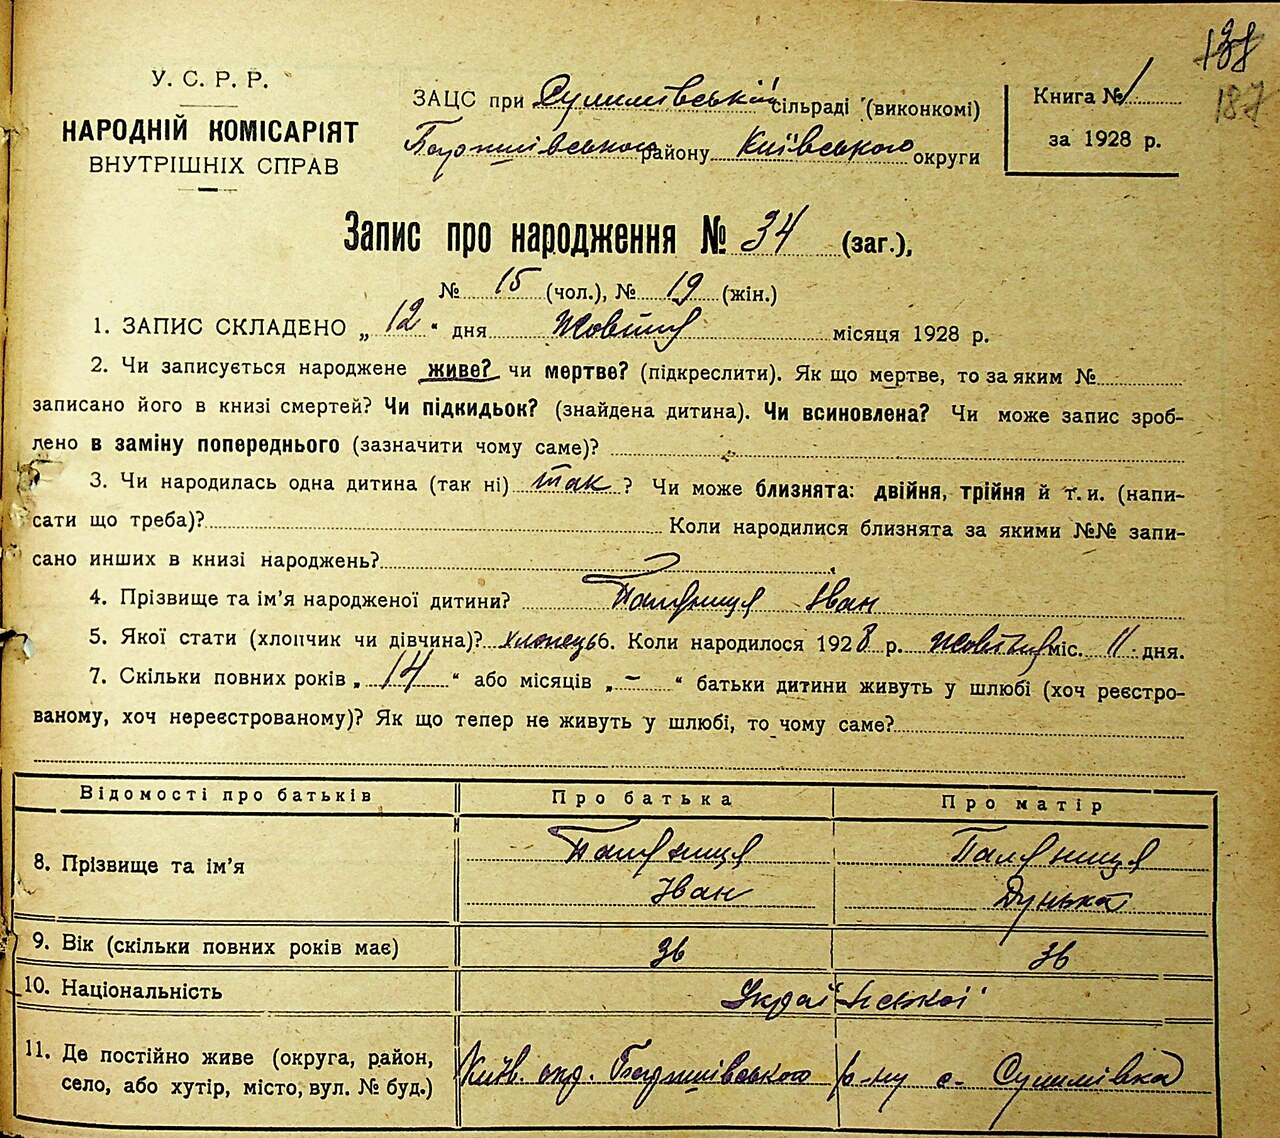 138
187
У. С. Р. Р.
НАРОДНІЙ КОМІСАРІЯТ
ВНУТРІШНІХ СПРАВ
ЗАЦС при Сулимівській сільраді (виконкомі)
району Київського округи
Книга № 1
за 1928 р.
Запис про народження № 34 (заг.),
№ 15 (чол.), № 19 (жін.)
1. ЗАПИС СКЛАДЕНО „ 12 “ дня Жовтня місяця 1928 р.
2. Чи записується народжене живе? чи мертве? (підкреслити). Як що мертве, то за яким №
записано його в книзі смертей? Чи підкидьок? (знайдена дитина). Чи всиновлена? Чи може запис зроб-
лено в заміну попереднього (зазначити чому саме)?
3. Чи народилась одна дитина (так ні) так ? Чи може близнята: двійня, трійня й т. и. (напи-
сати що треба)? Коли народилися близнята за якими №№ запи-
сано инших в книзі народжень?
4. Прізвище та ім’я народженої дитини? Паляниця Іван
5. Якої стати (хлопчик чи дівчина)? хлопець 6. Коли народилося 1928 р. Жовтня міс. 11 дня.
7. Скільки повних років „ 14 “ або місяців „ – “ батьки дитини живуть у шлюбі (хоч реєстро-
ваному, хоч нереєстрованому)? Як що тепер не живуть у шлюбі, то чому саме?
Відомості про батьків Про батька Про матір
8. Прізвище та ім’я Паляниця Іван Паляниця Дунька
9. Вік (скільки повних років має) 36 36
10. Національність Української
11. Де постійно живе (округа, район,
село, або хутір, місто, вул. № буд.) Київ. окр. р-ну с. Сулимівка